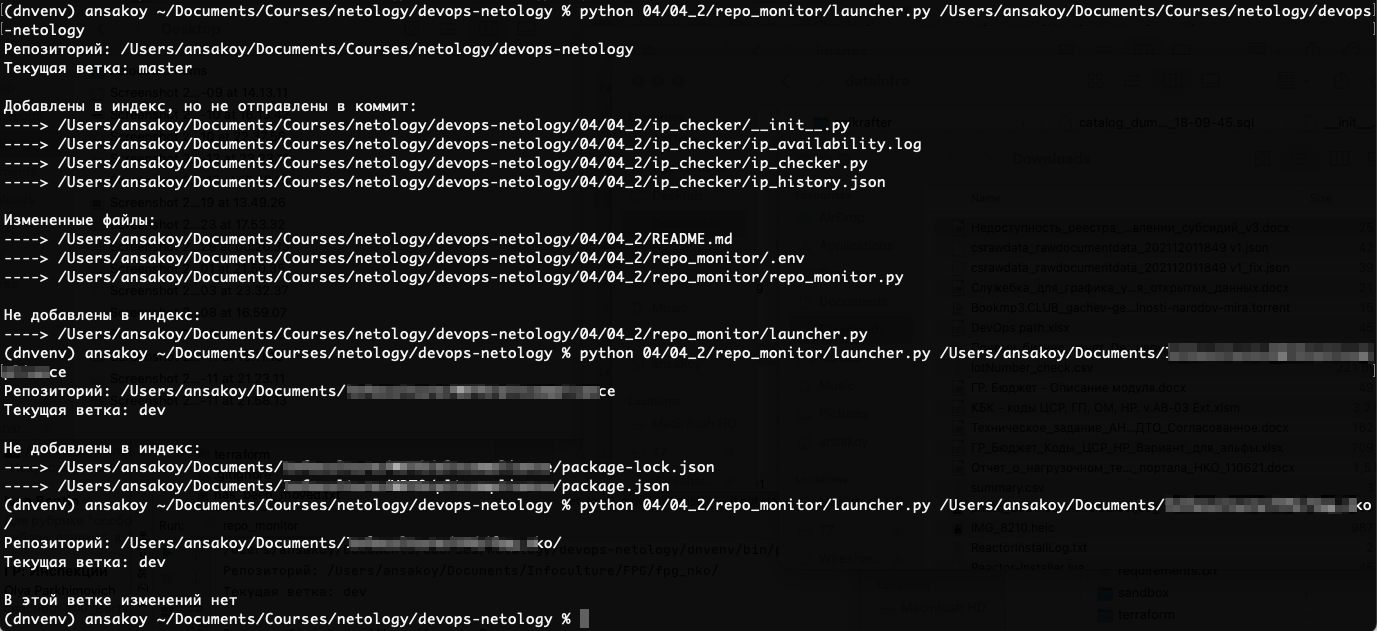 (dnvenv) ansakoy ~/Documents/Courses/netology/devops-netology % python 04/04_2/repo_monitor/launcher.py /Users/ansakoy/Documents/Courses/netology/devops
-netology
Репозиторий: /Users/ansakoy/Documents/Courses/netology/devops-netology
Текущая ветка: master
Добавлены в индекс, но не отправлены в коммит:
----> /Users/ansakoy/Documents/Courses/netology/devops-netology/04/04_2/ip_checker/__init__.py
----> /Users/ansakoy/Documents/Courses/netology/devops-netology/04/04_2/ip_checker/ip_availability.log
----> /Users/ansakoy/Documents/Courses/netology/devops-netology/04/04_2/ip_checker/ip_checker.py
----> /Users/ansakoy/Documents/Courses/netology/devops-netology/04/04_2/ip_checker/ip_history.json
Измененные файлы:
----> /Users/ansakoy/Documents/Courses/netology/devops-netology/04/04_2/README.md
----> /Users/ansakoy/Documents/Courses/netology/devops-netology/04/04_2/repo_monitor/.env
----> /Users/ansakoy/Documents/Courses/netology/devops-netology/04/04_2/repo_monitor/repo_monitor.py
Не добавлены в индекс:
----> /Users/ansakoy/Documents/Courses/netology/devops-netology/04/04_2/repo_monitor/launcher.py
(dnvenv) ansakoy ~/Documents/Courses/netology/devops-netology % python 04/04_2/repo_monitor/launcher.py /Users/ansakoy/Documents/
ce
Репозиторий: /Users/ansakoy/Documents/ ce
Текущая ветка: dev
Не добавлены в индекс:
----> /Users/ansakoy/Documents/ /package-lock.json
----> /Users/ansakoy/Documents/ /package.json
(dnvenv) ansakoy ~/Documents/Courses/netology/devops-netology % python 04/04_2/repo_monitor/launcher.py /Users/ansakoy/Documents/ ko
/
Репозиторий: /Users/ansakoy/Documents/ ko/
Текущая ветка: dev
В этой ветке изменений нет
(dnvenv) ansakoy ~/Documents/Courses/netology/devops-netology %